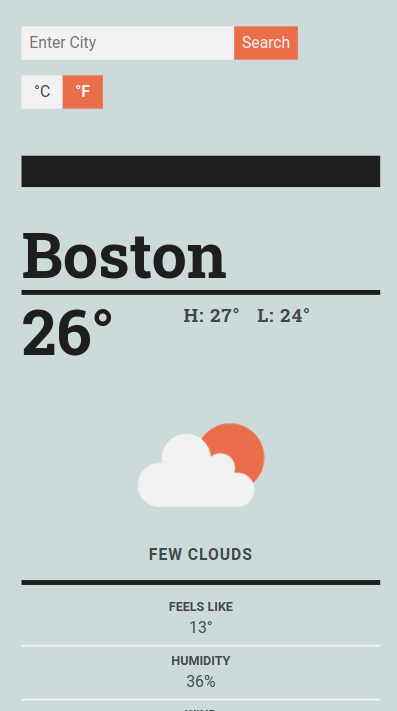 Enter City Search
°C °F
Boston
26° H: 27° L: 24°
FEW CLOUDS
FEELS LIKE
13°
HUMIDITY
36%